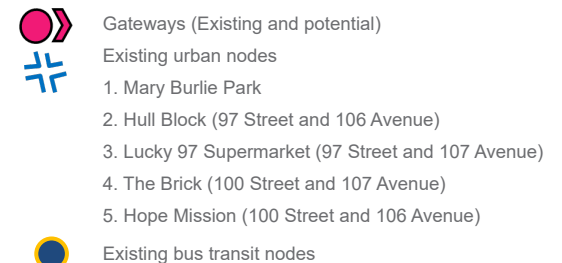 Gateways (Existing and potential)
Existing urban nodes
1. Mary Burlie Park
2. Hull Block (97 Street and 106 Avenue)
3. Lucky 97 Supermarket (97 Street and 107 Avenue)
4. The Brick (100 Street and 107 Avenue)
5. Hope Mission (100 Street and 106 Avenue)
Existing bus transit nodes